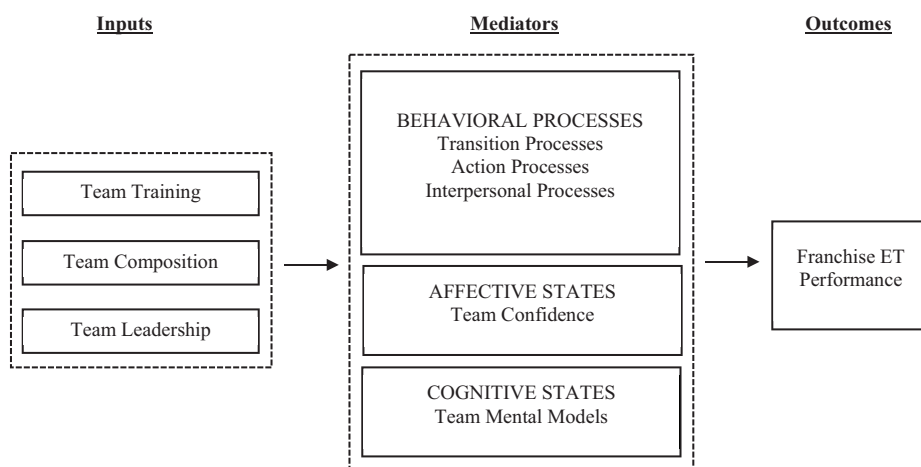 Inputs
Mediators
Outcomes
Team Training
Team Composition
Team Leadership
BEHAVIORAL PROCESSES
Transition Processes
Action Processes
Interpersonal Processes
AFFECTIVE STATES
Team Confidence
COGNITIVE STATES
Team Mental Models
Franchise ET
Performance